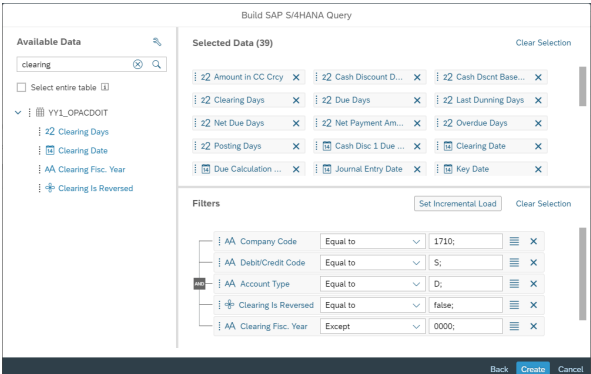 Build SAP S/4HANA Query
Available Data
clearing
Select entire table
YY1_OPACDOIT
Clearing Days
Clearing Date
Clearing Fisc. Year
Clearing Is Reversed
Selected Data (39) Clear Selection
Amount in CC Crcy Cash Discount D... Cash Dscnt Base...
Clearing Days Due Days Last Dunning Days
Net Due Days Net Payment Am... Overdue Days
Posting Days Cash Disc 1 Due ... Clearing Date
Due Calculation ... Journal Entry Date Key Date
Filters Set Incremental Load Clear Selection
Company Code Equal to 1710;
Debit/Credit Code Equal to S;
AND Account Type Equal to D;
Clearing Is Reversed Equal to false;
Clearing Fisc. Year Except 0000;
Back Create Cancel